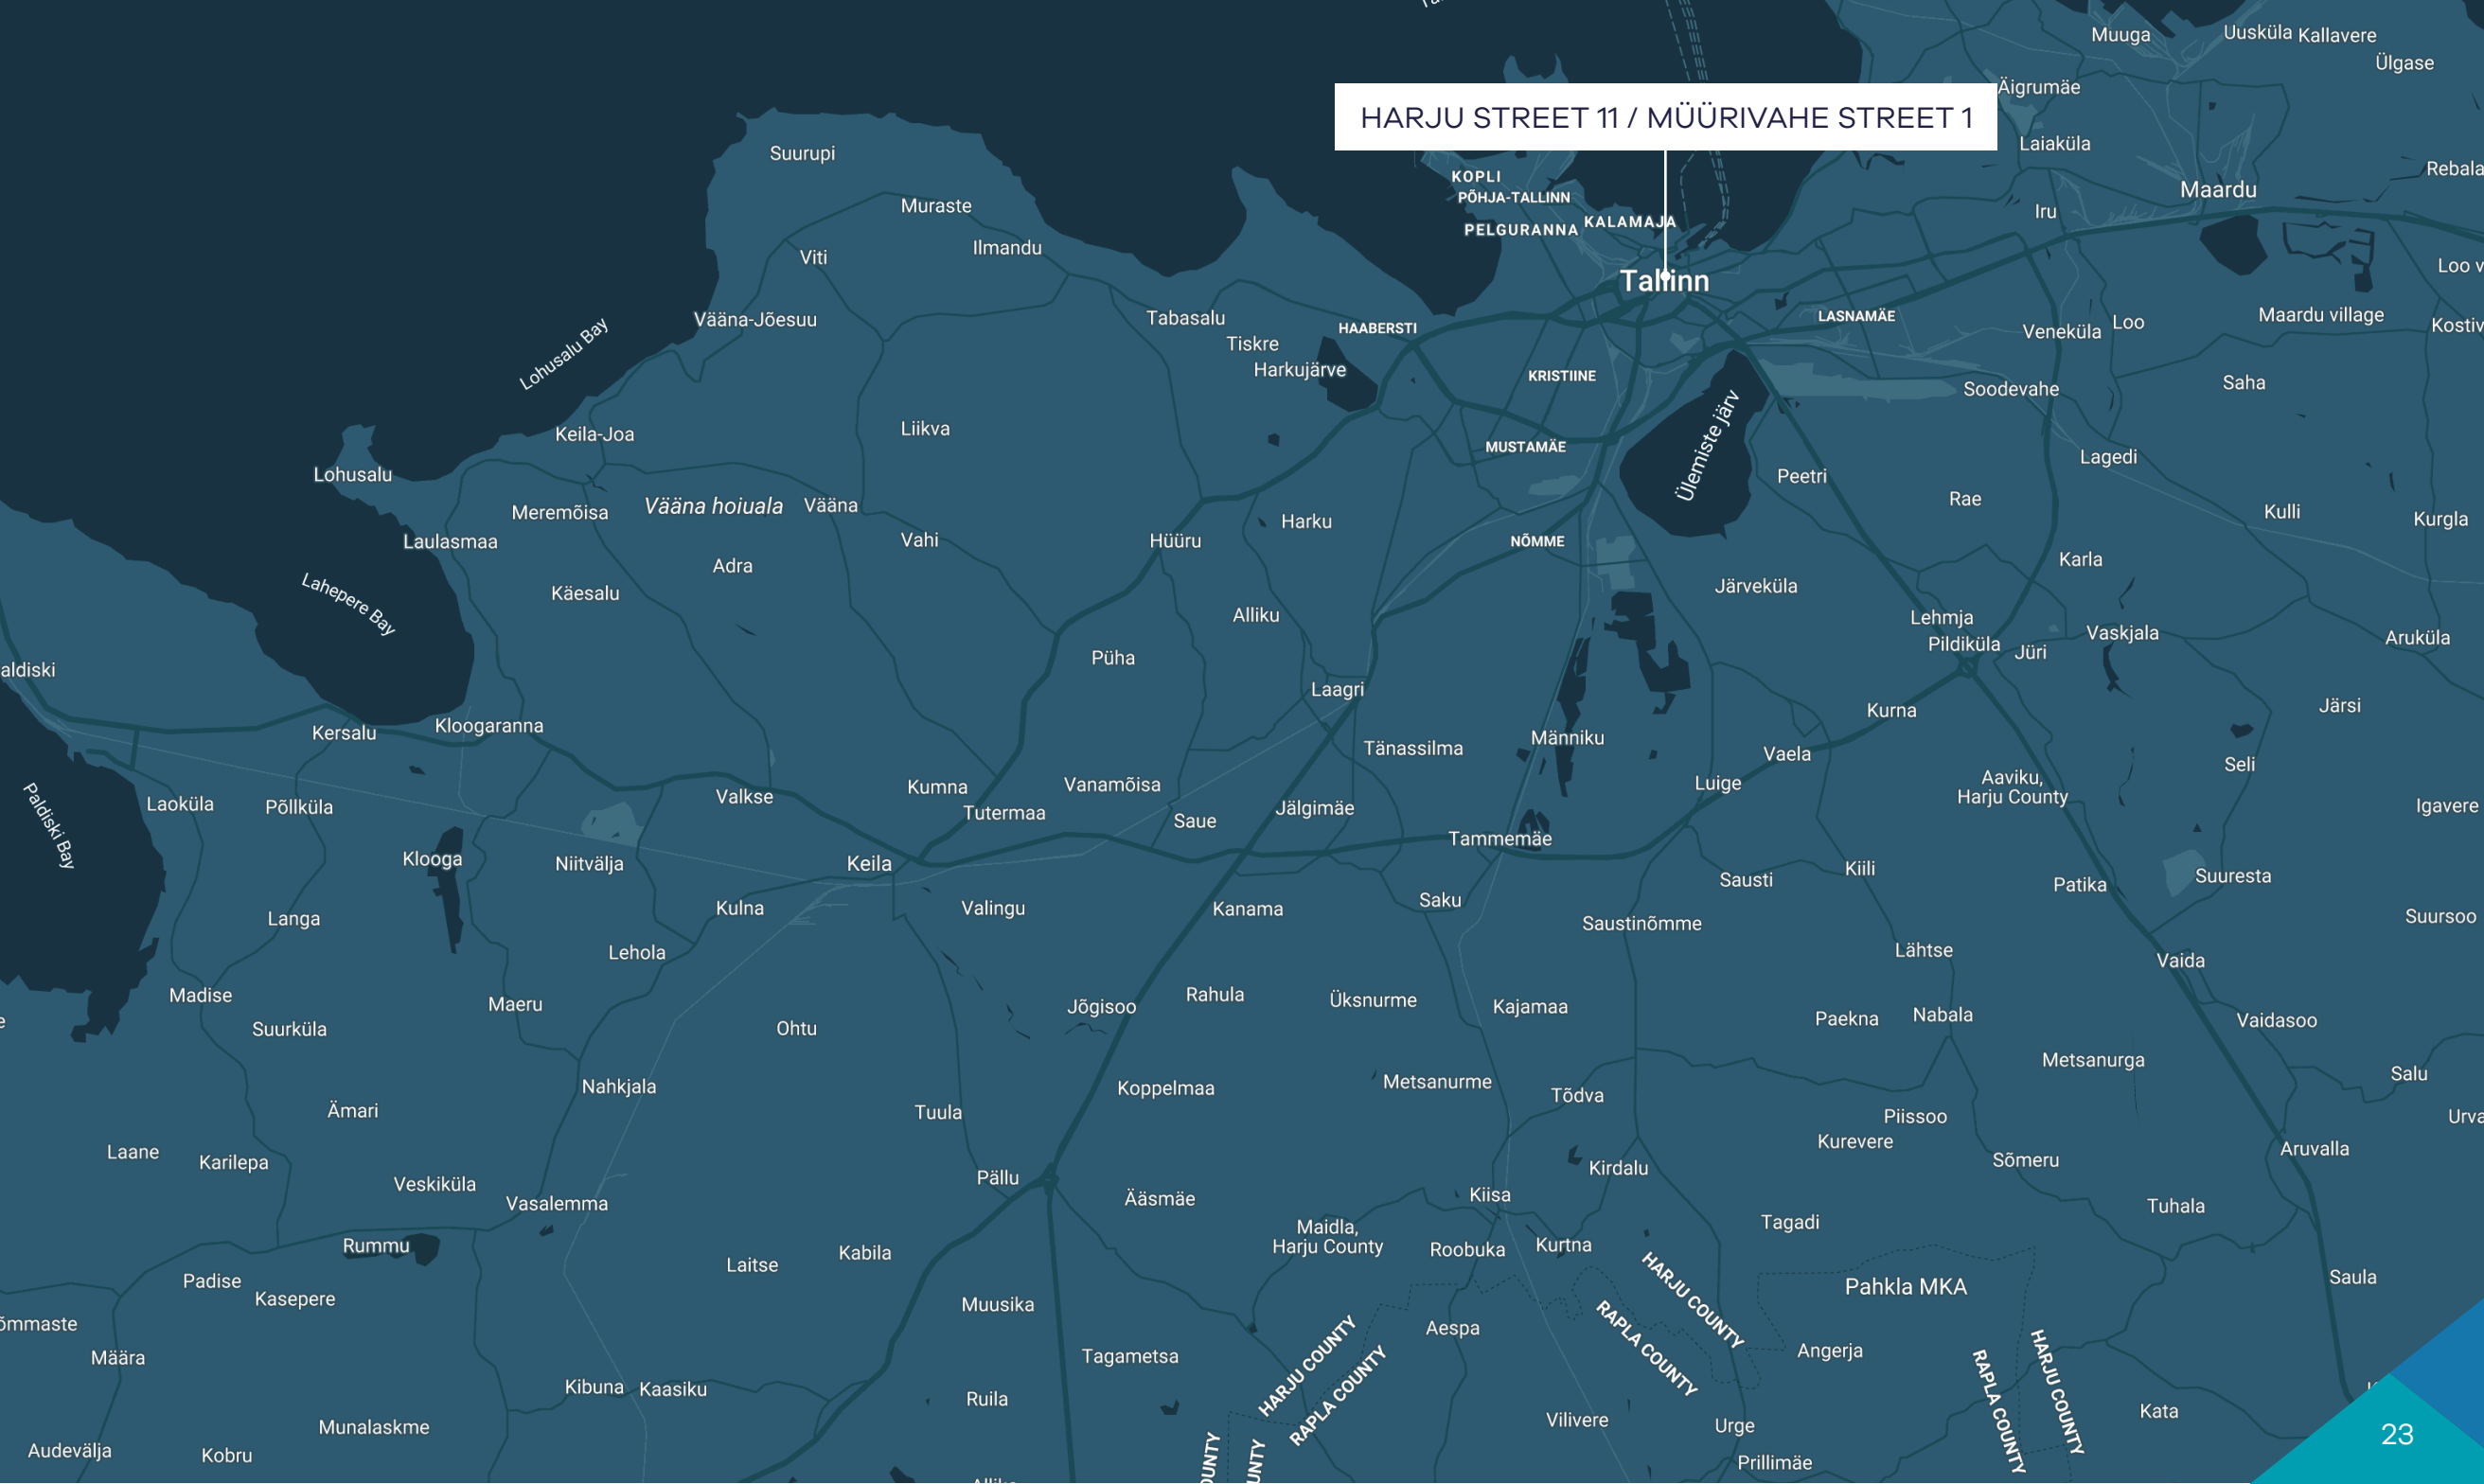 Muuga
Uusküla
Kallavere
Ülgase
Äigrumäe
HARJU STREET 11 / MÜÜRIVAHE STREET 1
Laiaküla
Suurupi
Rebala
KOPLI
Maardu
PÕHJA-TALLINN
Muraste
Iru
KALAMAJA
PELGURANNA
Ilmandu
Viti
Loo v
Tallinn
Vääna-Jõesuu
Tabasalu
LASNAMÄE
Maardu village
Loo
Kostiv
HAABERSTI
Veneküla
Tiskre
Lohusalu Bay
Harkujärve
KRISTIINE
Saha
Soodevahe
Liikva
Keila-Joa
Ülemiste järv
MUSTAMÄE
Lagedi
Lohusalu
Peetri
Rae
Vääna hoiuala
Vääna
Meremõisa
Kulli
Kurgla
Harku
Laulasmaa
Vahi
Hüüru
NÕMME
Karla
Adra
Järveküla
Käesalu
Lahepere Bay
Alliku
Lehmja
Vaskjala
Aruküla
Pildiküla
Jüri
Püha
aldiski
Laagri
Järsi
Kurna
Kloogaranna
Kersalu
Männiku
Tänassilma
Vaela
Seli
Aaviku,
Harju County
Luige
Vanamõisa
Kumna
Valkse
Laoküla
Põllküla
Igavere
Jälgimäe
Tutermaa
Saue
Paldiski Bay
Tammemäe
Klooga
Niitvälja
Keila
Kiili
Suuresta
Sausti
Patika
Saku
Kulna
Valingu
Kanama
Suursoo
Langa
Saustinõmme
Lähtse
Lehola
Vaida
Rahula
Madise
Üksnurme
Maeru
Jõgisoo
Kajamaa
Nabala
Paekna
Vaidasoo
e
Suurküla
Ohtu
Metsanurga
Salu
Metsanurme
Nahkjala
Koppelmaa
Tõdva
Ämari
Tuula
Piissoo
Urva
Kurevere
Aruvalla
Laane
Karilepa
Sõmeru
Kirdalu
Pällu
Veskiküla
Kiisa
Ääsmäe
Vasalemma
Tuhala
Tagadi
Maidla,
Harju County
Rummu
Kurtna
Roobuka
Kabila
Laitse
Saula
Padise
Pahkla MKA
HARJU COUNTY
RAPLA COUNTY
Kasepere
Muusika
õmmaste
Aespa
Angerja
Tagametsa
Määra
HARJU COUNTY
RAPLA COUNTY
HARJU COUNTY
RAPLA COUNTY
Kibuna
Kaasiku
Ruila
Kata
Vilivere
Urge
Munalaskme
23
Audevälja
Kobru
OUNTY
UNTY
Prillimäe